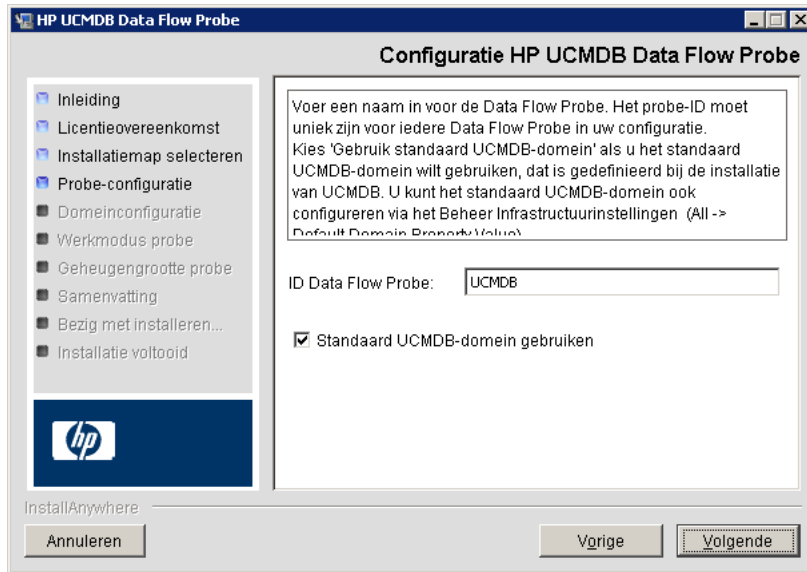 HP UCMDB Data Flow Probe
Configuratie HP UCMDB Data Flow Probe
Inleiding
Licentieovereenkomst
Installatiemap selecteren
Probe-configuratie
Domeinconfiguratie
Werkmodus probe
Geheugengrootte probe
Samenvatting
Bezig met installeren...
Installatie voltooid
hp
Voer een naam in voor de Data Flow Probe. Het probe-ID moet
uniek zijn voor iedere Data Flow Probe in uw configuratie.
Kies 'Gebruik standaard UCMDB-domein' als u het standaard
UCMDB-domein wilt gebruiken, dat is gedefinieerd bij de installatie
van UCMDB. U kunt het standaard UCMDB-domein ook
configureren via het Beheer Infrastructuurinstellingen (All ->
Default Domain Property Value)
ID Data Flow Probe: UCMDB
Standaard UCMDB-domein gebruiken
InstallAnywhere
Annuleren
Vorige
Volgende